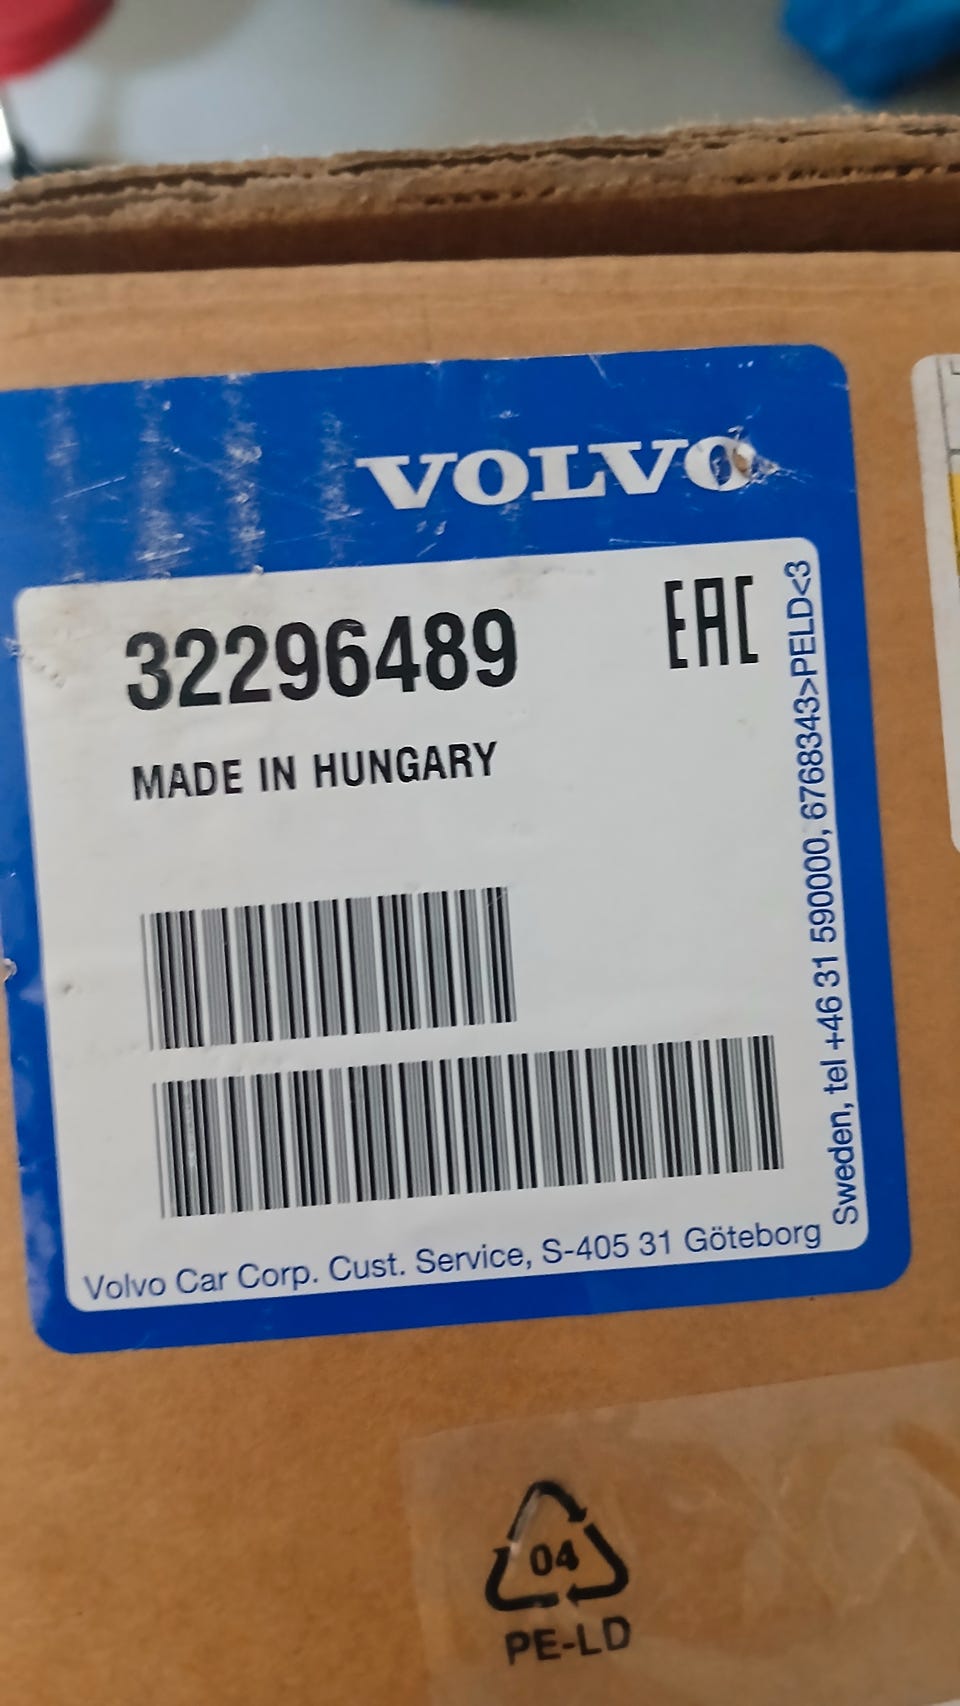 VOLVO
32296489
EAC
MADE IN HUNGARY
Volvo Car Corp. Cust. Service, S-405 31 Göteborg
Sweden, tel +46 31 590000, 6768343>PELD<3
04
PE-LD